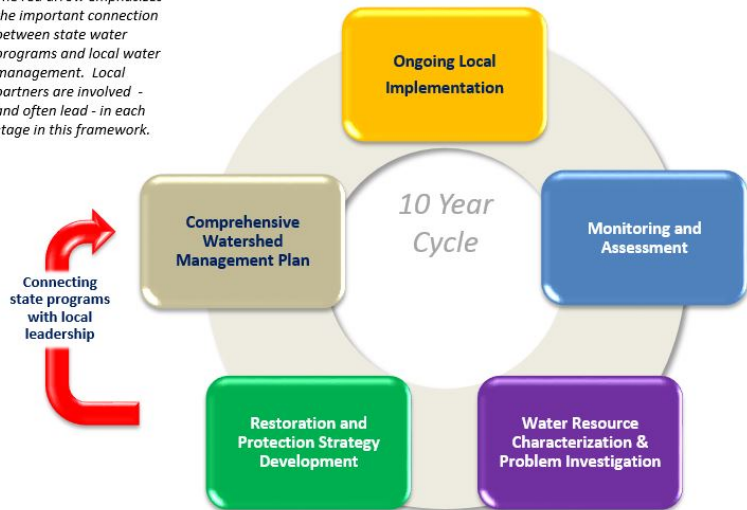 the important connection
between state water
programs and local water
management. Local
partners are involved -
and often lead - in each
stage in this framework.
Ongoing Local
Implementation
10 Year
Cycle
Monitoring and
Assessment
Comprehensive
Watershed
Management Plan
Connecting
state programs
with local
leadership
Restoration and
Protection Strategy
Development
Water Resource
Characterization &
Problem Investigation